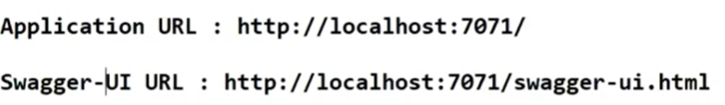 Application URL : http://localhost:7071/
Swagger-UI URL : http://localhost:7071/swagger-ui.html